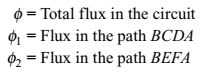 ϕ = Total flux in the circuit
ϕ₁ = Flux in the path BCDA
ϕ₂ = Flux in the path BEFA